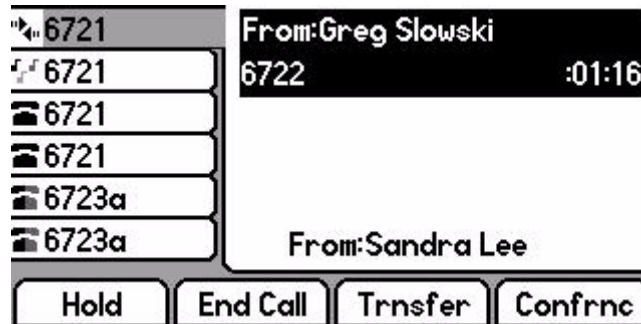 6721
6721
6721
6721
6723a
6723a
From:Greg Slowski
6722 :01:16
From:Sandra Lee
Hold End Call Trnsfer Confrnc